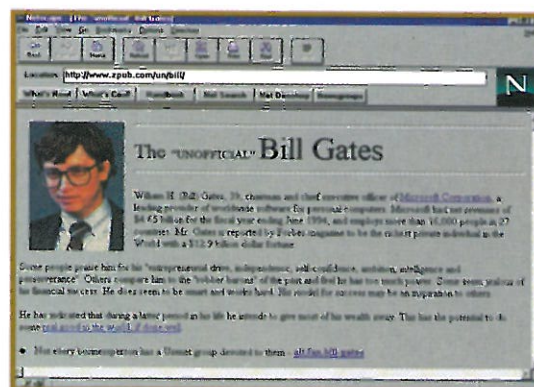 Netscape - [The "unofficial" Bill Gates]
File Edit View Go Bookmarks Options Directory
Back Home Open Print Find
Location: http://www.zpub.com/un/bill/
What's New! What's Cool! Handbook Net Search Net Directory Newsgroups
N
The "UNOFFICIAL" Bill Gates
William H. (Bill) Gates, 39, chairman and chief executive officer of Microsoft Corporation, a
leading provider of worldwide software for personal computers. Microsoft had net revenues of
$4.65 billion for the fiscal year ending June 1994, and employs more than 16,000 people in 27
countries. Mr. Gates is reported by Forbes magazine to be the richest private individual in the
World with a $12.9 billion dollar fortune.
Some people praise him for his "entrepreneurial drive, independence, self-confidence, ambition, intelligence and
perseverance". Others compare him to the "robber barons" of the past and feel he has too much power. Some seem jealous of
his financial success. He does seem to be smart and works hard. His model for success may be an inspiration to others.
He has indicated that during a latter period in his life he intends to give most of his wealth away. This has the potential to do
some real good in the world, if done well.
Not every businessperson has a Usenet group devoted to them - alt.fan.bill-gates